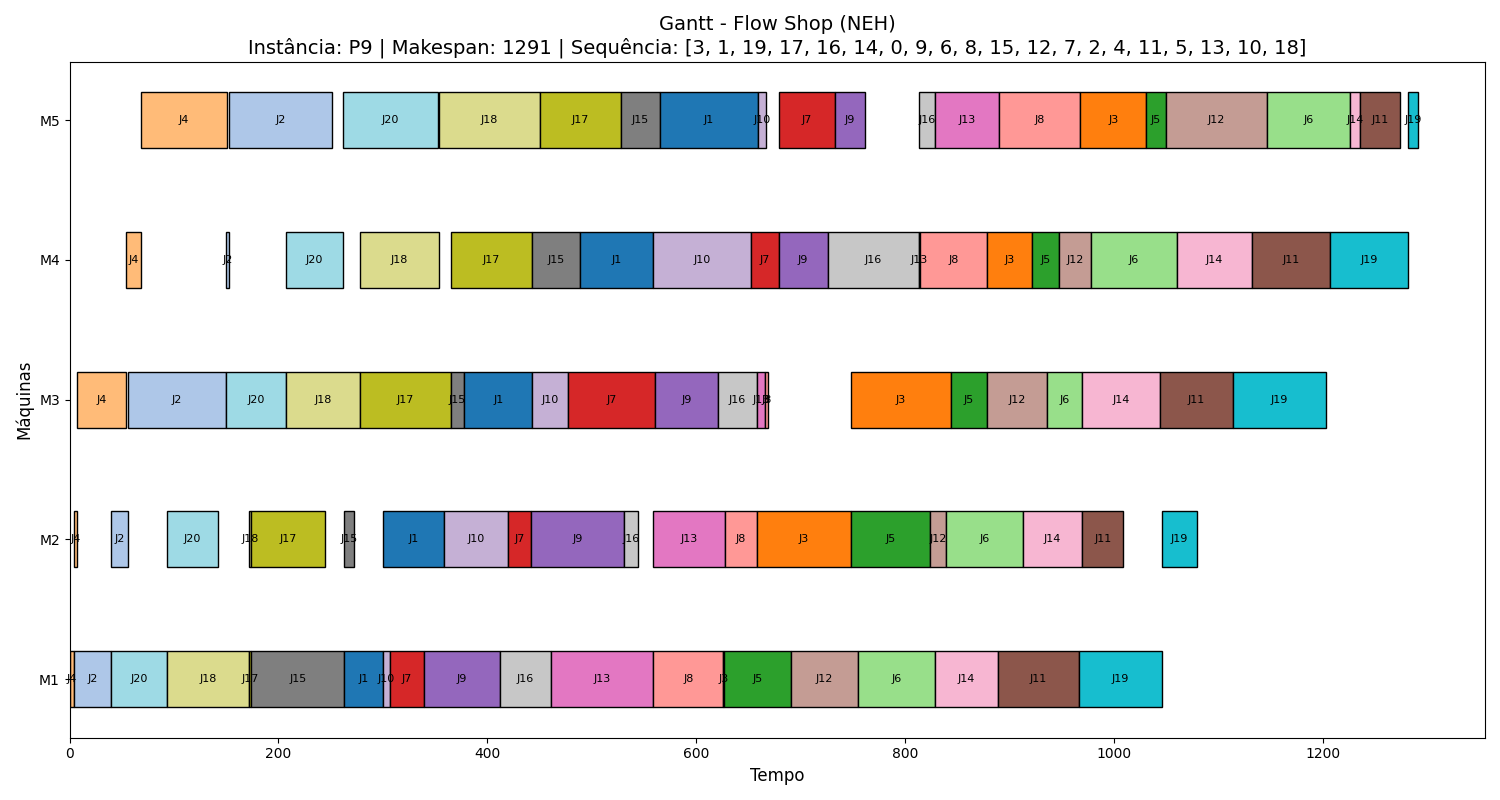 Gantt - Flow Shop (NEH)
Instância: P9 | Makespan: 1291 | Sequência: [3, 1, 19, 17, 16, 14, 0, 9, 6, 8, 15, 12, 7, 2, 4, 11, 5, 13, 10, 18]
M5 J4 J2 J20 J18 J17 J15 J1 J10 J7 J9 J16 J13 J8 J3 J5 J12 J6 J14 J11 J19
M4 J4 J2 J20 J18 J17 J15 J1 J10 J7 J9 J16 J13 J8 J3 J5 J12 J6 J14 J11 J19
M3 J4 J2 J20 J18 J17 J15 J1 J10 J7 J9 J16 J13 J8 J3 J5 J12 J6 J14 J11 J19
M2 J4 J2 J20 J18 J17 J15 J1 J10 J7 J9 J16 J13 J8 J3 J5 J12 J6 J14 J11 J19
M1 J4 J2 J20 J18 J17 J15 J1 J10 J7 J9 J16 J13 J8 J3 J5 J12 J6 J14 J11 J19
Máquinas
0 200 400 600 800 1000 1200
Tempo